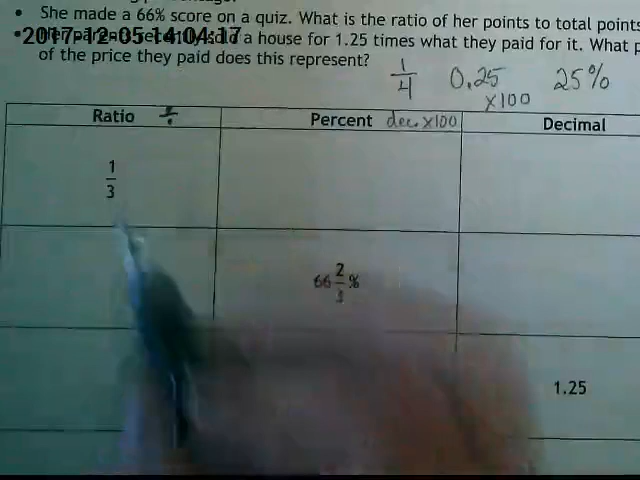 • She made a 66% score on a quiz. What is the ratio of her points to total points
2017-12-05 14:04:17
a house for 1.25 times what they paid for it. What
of the price they paid does this represent?
1/4 0.25 25%
x100
Ratio ÷ Percent dec. x100 Decimal
1/3
66 2/3 %
1.25